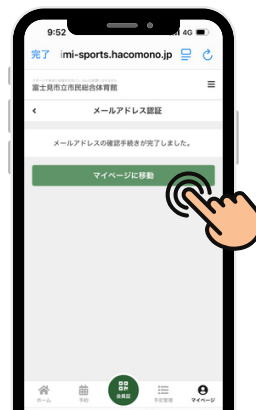 9:52
4G
完了
imi-sports.hacomono.jp
富士見市立市民総合体育館
メールアドレス認証
メールアドレスの確認手続きが完了しました。
マイページに移動
ホーム
予約
会員証
予定管理
マイページ